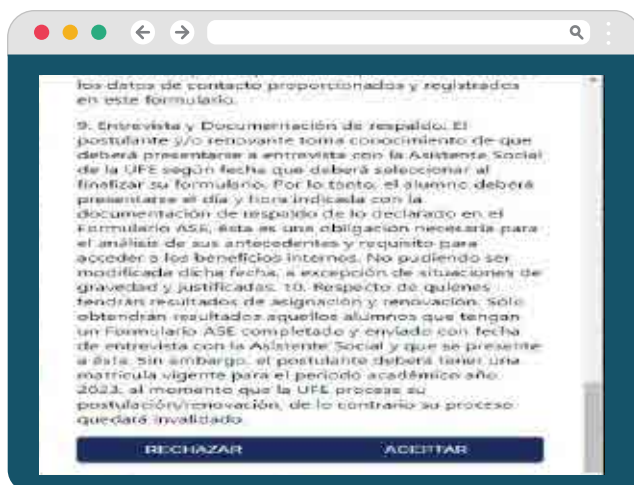 los datos de contacto proporcionados y registrados
en este formulario.
9. Entrevista y Documentación de respaldo: El
postulante y/o renovante toma conocimiento de que
deberá presentarse a entrevista con la Asistente Social
de la UFE según fecha que deberá seleccionar al
finalizar su formulario. Por lo tanto, el alumno deberá
presentarse el día y hora indicada con la
documentación de respaldo de lo declarado en el
Formulario ASE, ésta es una obligación necesaria para
el análisis de sus antecedentes y requisito para
acceder a los beneficios internos. No pudiendo ser
modificada dicha fecha, a excepción de situaciones de
gravedad y justificadas. 10. Respecto de quienes
tendrán resultados de asignación y renovación. Sólo
obtendrán resultados aquellos alumnos que tengan
un Formulario ASE completado y enviado con fecha
de entrevista con la Asistente Social y que se presente
a ésta. Sin embargo, el postulante deberá tener una
matrícula vigente para el periodo académico año
2023, al momento que la UFE procese su
postulación/renovación, de lo contrario su proceso
quedará invalidado.
RECHAZAR ACEPTAR